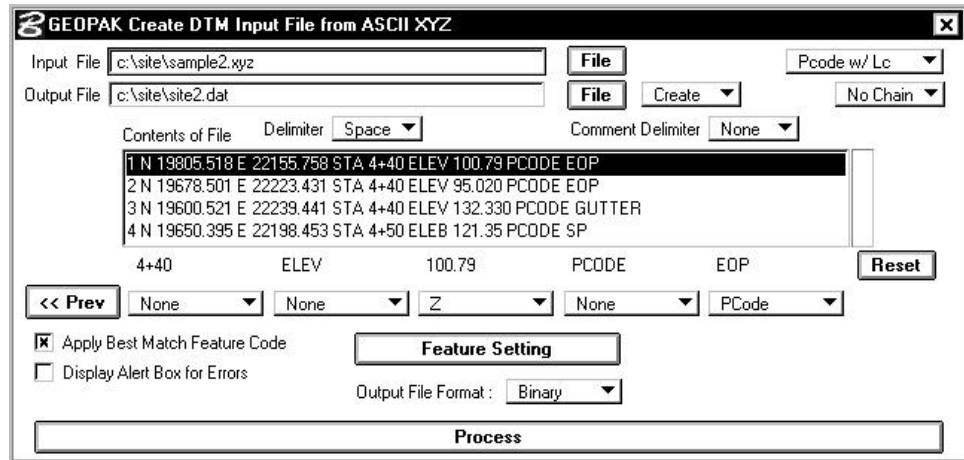 GEOPAK Create DTM Input File from ASCII XYZ
Input File c:\site\sample2.xyz File Pcode w/ Lc
Output File c:\site\site2.dat File Create No Chain
Contents of File Delimiter Space Comment Delimiter None
1 N 19805.518 E 22155.758 STA 4+40 ELEV 100.79 PCODE EOP
2 N 19678.501 E 22223.431 STA 4+40 ELEV 95.020 PCODE EOP
3 N 19600.521 E 22239.441 STA 4+40 ELEV 132.330 PCODE GUTTER
4 N 19650.395 E 22198.453 STA 4+50 ELEB 121.35 PCODE SP
4+40 ELEV 100.79 PCODE EOP Reset
<< Prev None None Z None PCode
Apply Best Match Feature Code Feature Setting
Display Alert Box for Errors
Output File Format : Binary
Process